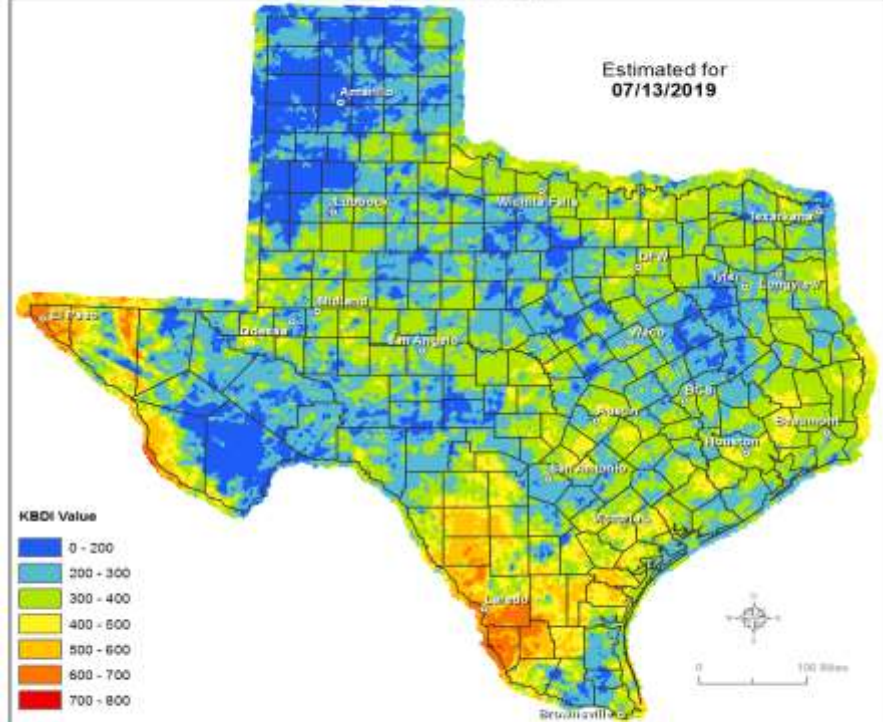 Estimated for
07/13/2019
Amarillo
Lubbock
Wichita Falls
Texarkana
DFW
Tyler
Longview
El Paso
Midland
Odessa
San Angelo
Waco
BCS
Austin
Beaumont
Houston
San Antonio
Victoria
Laredo
Brownsville
KBDI Value
0 - 200
200 - 300
300 - 400
400 - 500
500 - 600
600 - 700
700 - 800
0 100 Miles